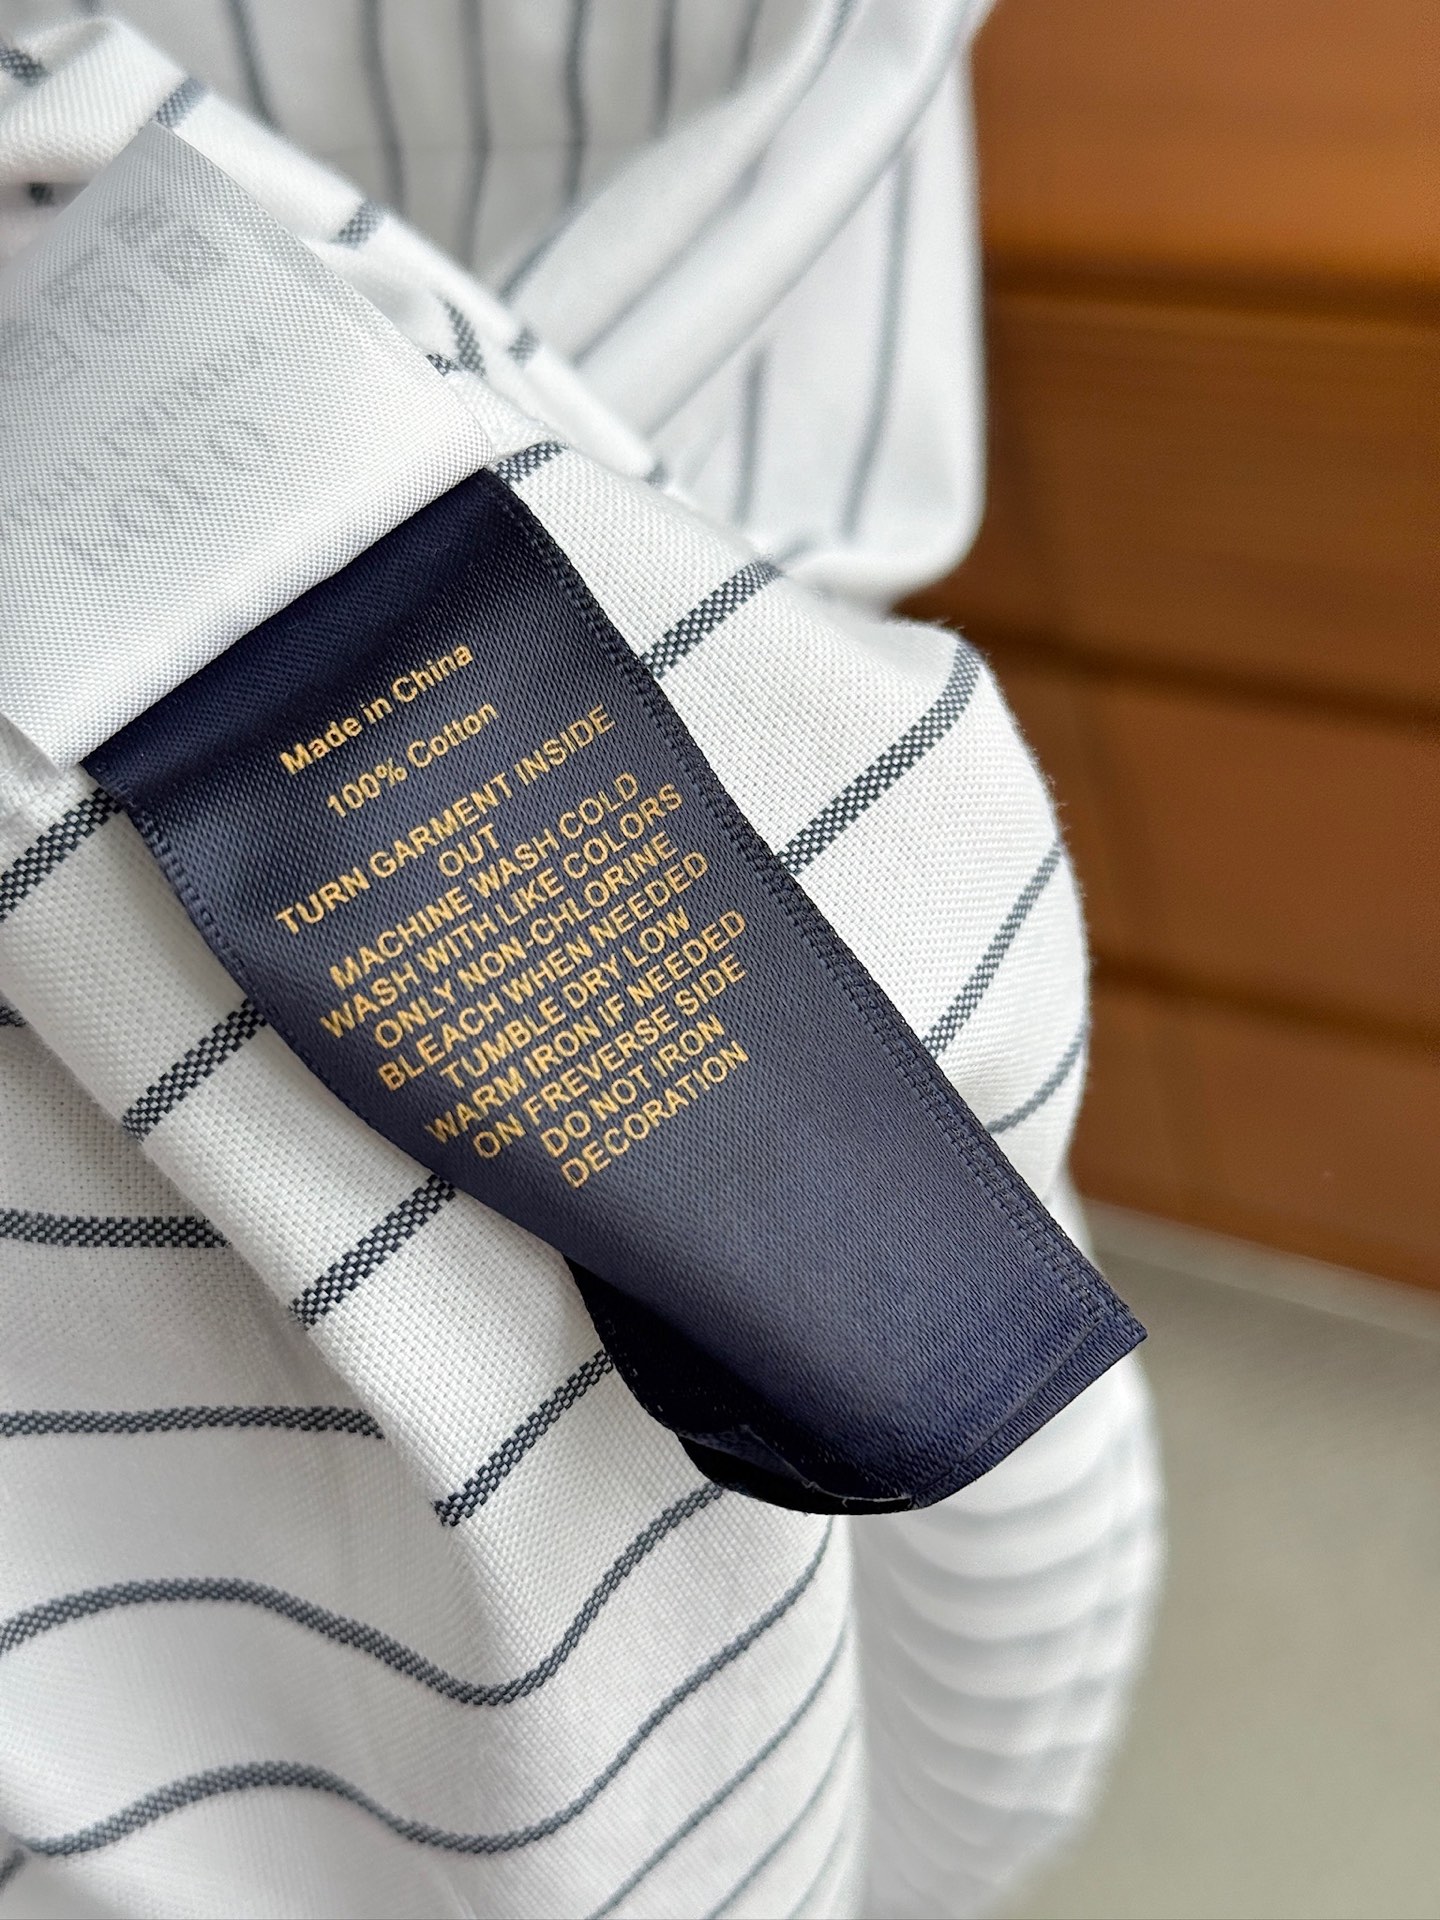 Made in China
100% Cotton
TURN GARMENT INSIDE
OUT
MACHINE WASH COLD
WASH WITH LIKE COLORS
ONLY NON-CHLORINE
BLEACH WHEN NEEDED
TUMBLE DRY LOW
WARM IRON IF NEEDED
ON FREVERSE SIDE
DO NOT IRON
DECORATION